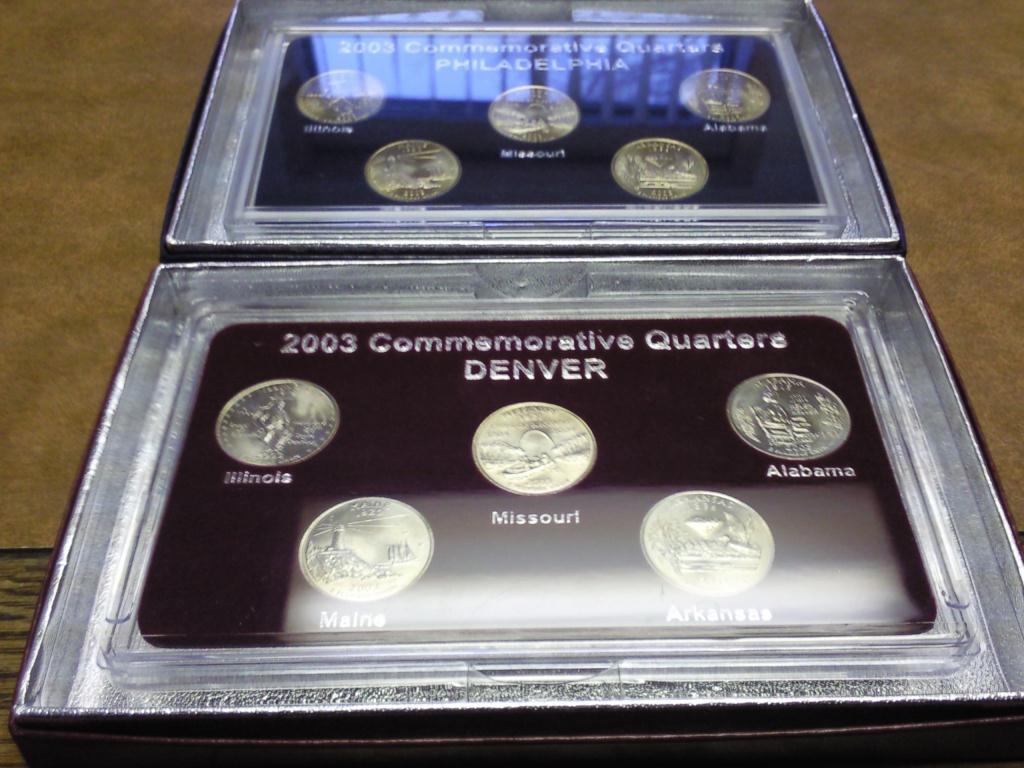 2003 Commemorative Quarters
PHILADELPHIA
Illinois
Missouri
Alabama
2003 Commemorative Quarters
DENVER
Illinois
Missouri
Alabama
Maine
Arkansas